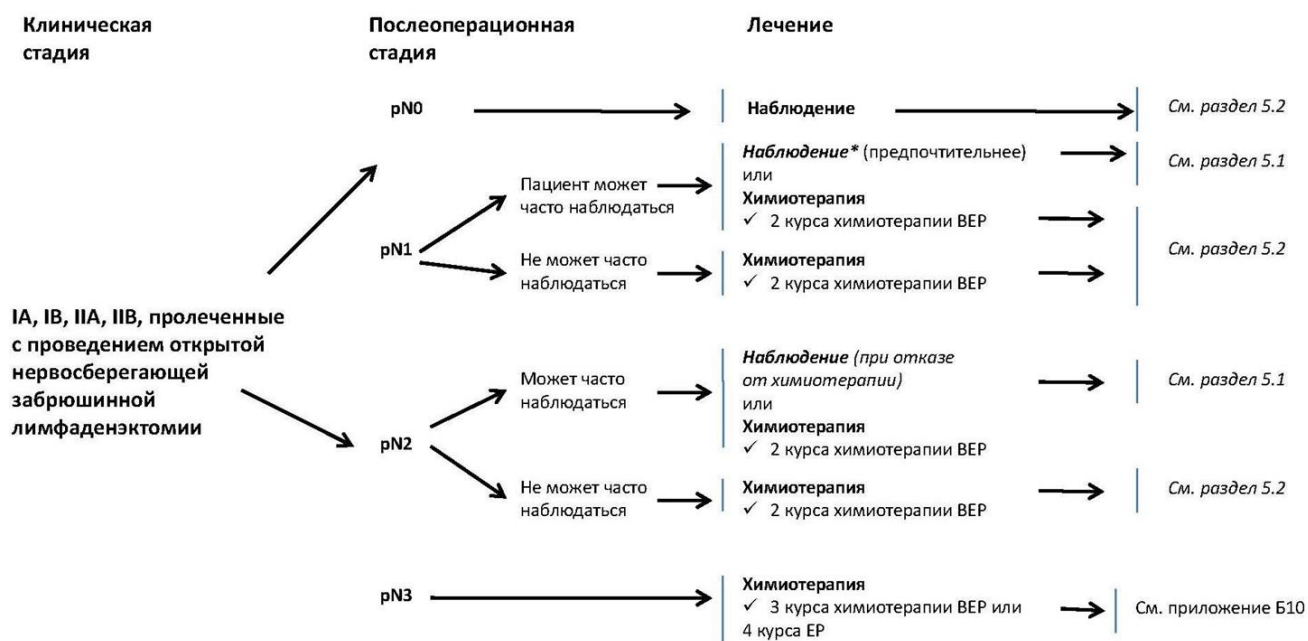 Клиническая
стадия
Послеоперационная
стадия
Лечение
pN0
Наблюдение
См. раздел 5.2
Наблюдение* (предпочтительнее)
См. раздел 5.1
или
Пациент может
часто наблюдаться
Химиотерапия
✓ 2 курса химиотерапии BEP
pN1
См. раздел 5.2
Не может часто
наблюдаться
Химиотерапия
✓ 2 курса химиотерапии BEP
IA, IB, IIA, IIB, пролеченные
с проведением открытой
нервосберегающей
забрюшинной
лимфаденэктомии
Наблюдение (при отказе
от химиотерапии)
См. раздел 5.1
Может часто
наблюдаться
или
Химиотерапия
✓ 2 курса химиотерапии BEP
pN2
Не может часто
наблюдаться
Химиотерапия
✓ 2 курса химиотерапии BEP
См. раздел 5.2
pN3
Химиотерапия
✓ 3 курса химиотерапии BEP или
4 курса EP
См. приложение Б10